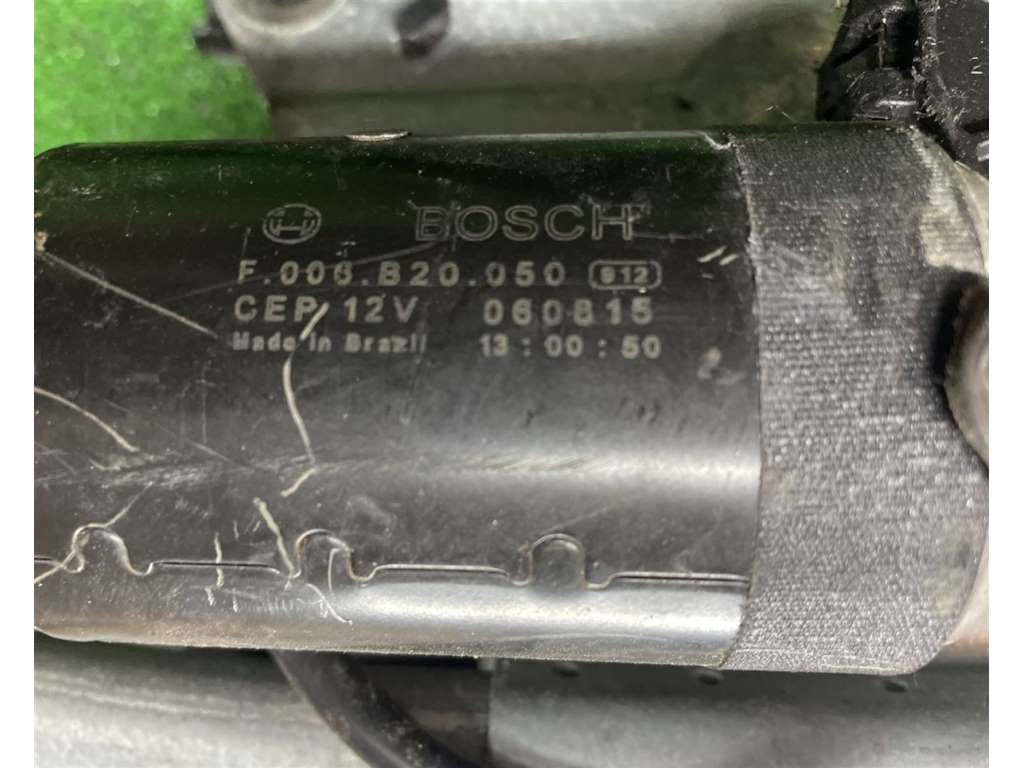 BOSCH
F.006.B20.050 912
CEP 12V 060815
Made in Brazil 13:00:50